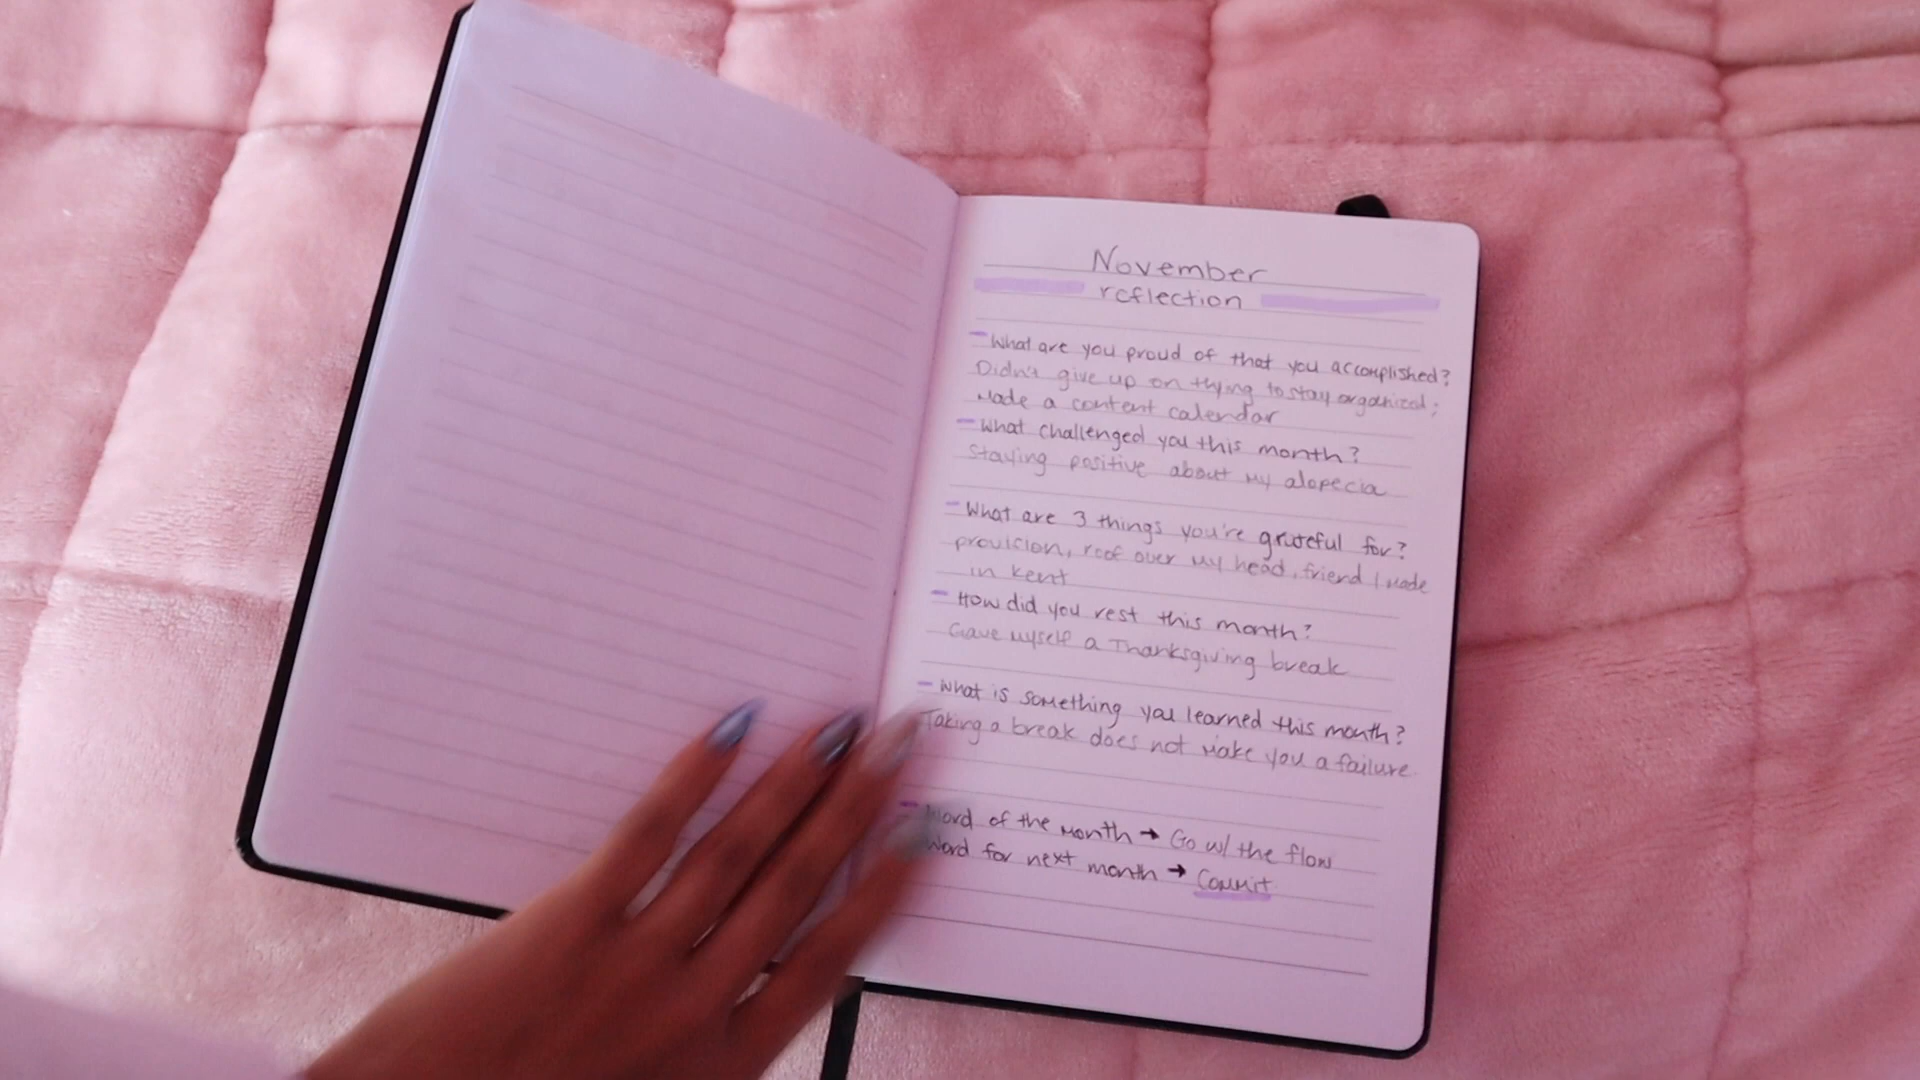 November
reflection
- What are you proud of that you accomplished?
Didn't give up on trying to stay organized;
Made a content calendar
- What challenged you this month?
Staying positive about my alopecia
- What are 3 things you're grateful for?
provision, roof over my head, friend I made
in Kent
- How did you rest this month?
Gave myself a Thanksgiving break
- What is something you learned this month?
Taking a break does not make you a failure.
- Word of the month → Go w/ the flow
Word for next month → Commit